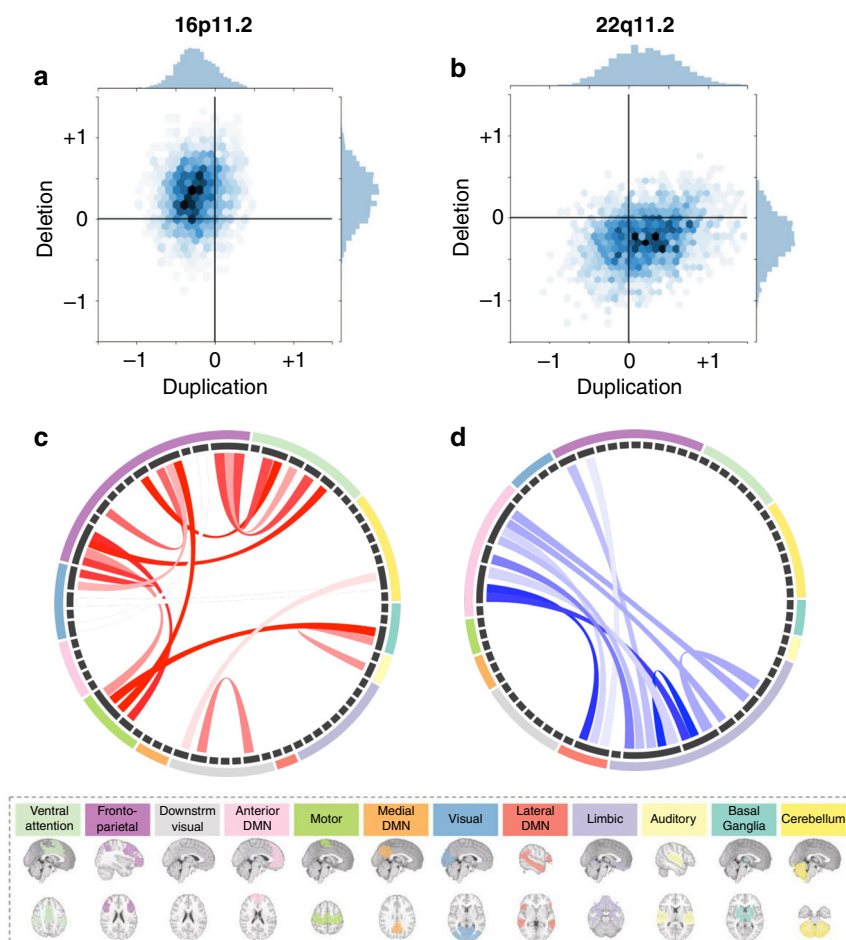 16p11.2
22q11.2
a
b
+1
0
−1
Deletion
−1
0
+1
Duplication
+1
0
−1
Deletion
−1
0
+1
Duplication
c
d
Ventral attention
Fronto-parietal
Downstrm visual
Anterior DMN
Motor
Medial DMN
Visual
Lateral DMN
Limbic
Auditory
Basal Ganglia
Cerebellum